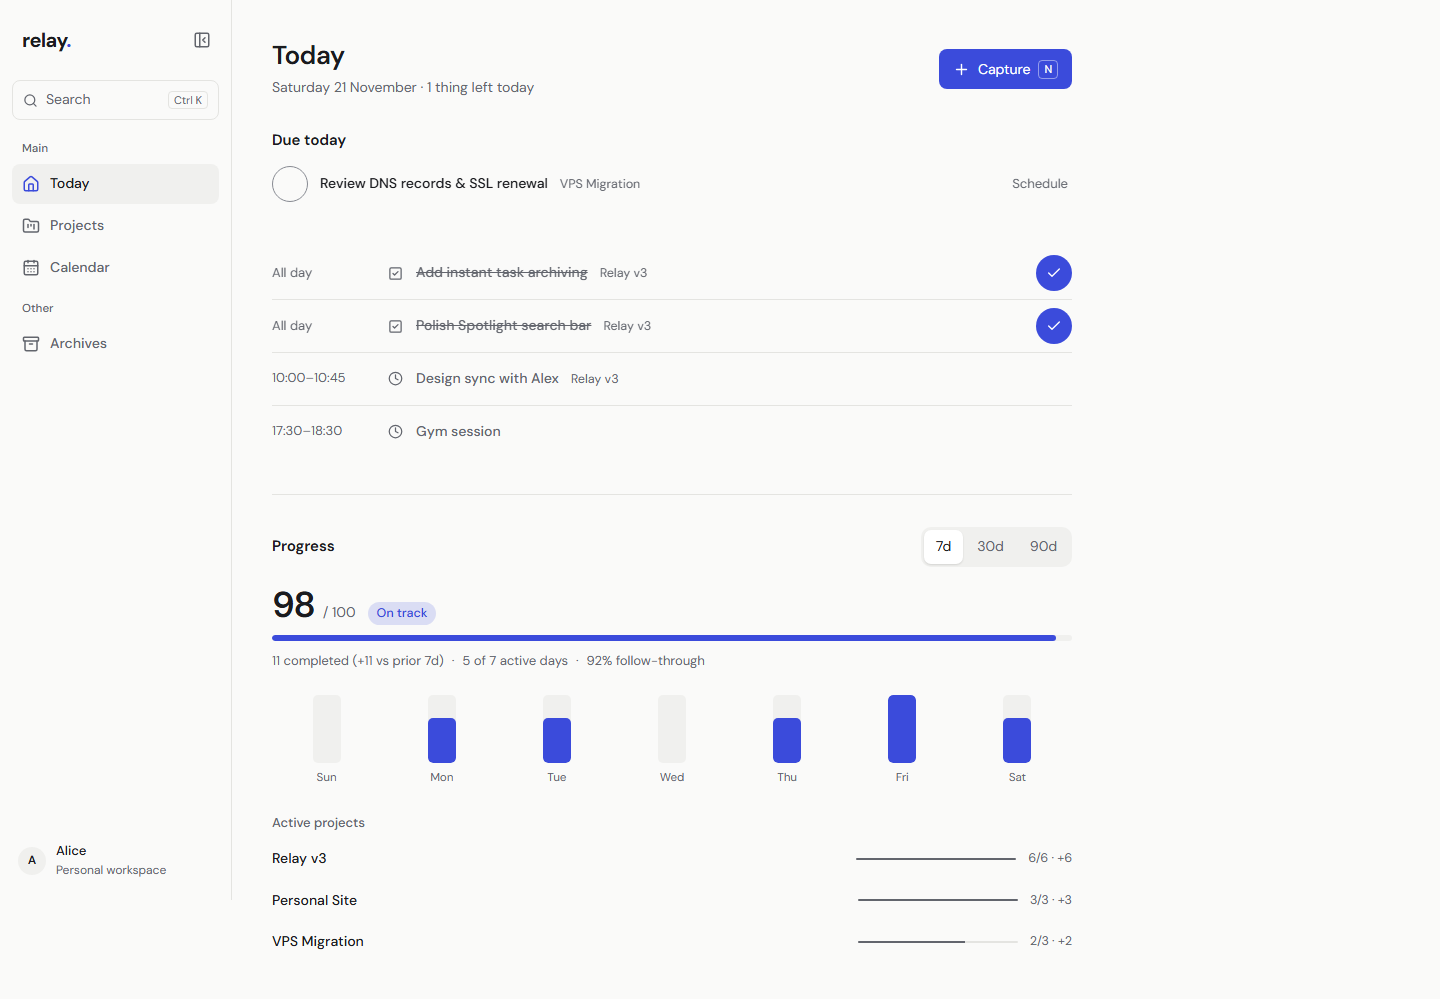 relay.
Search Ctrl K
Main
Today
Projects
Calendar
Other
Archives
A Alice
Personal workspace
Today
Saturday 21 November · 1 thing left today
Capture N
Due today
Review DNS records & SSL renewal VPS Migration Schedule
All day Add instant task archiving Relay v3
All day Polish Spotlight search bar Relay v3
10:00–10:45 Design sync with Alex Relay v3
17:30–18:30 Gym session
Progress 7d 30d 90d
98 / 100 On track
11 completed (+11 vs prior 7d) · 5 of 7 active days · 92% follow-through
Sun Mon Tue Wed Thu Fri Sat
Active projects
Relay v3 6/6 · +6
Personal Site 3/3 · +3
VPS Migration 2/3 · +2